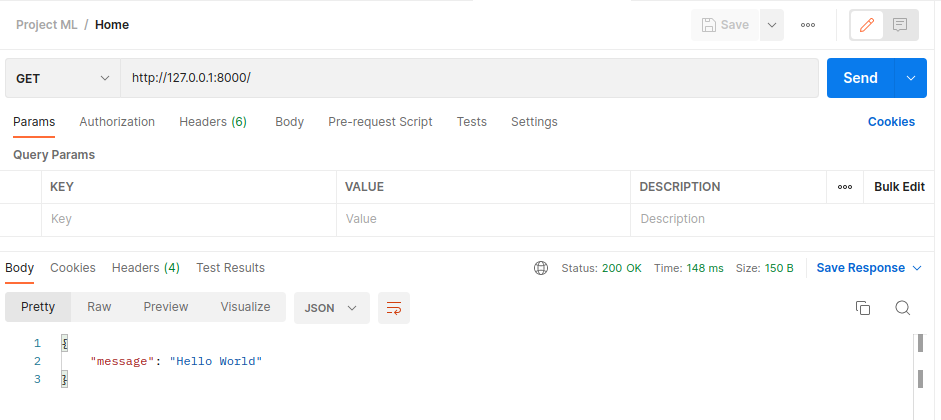 Project ML / Home Save ooo
GET http://127.0.0.1:8000/ Send
Params Authorization Headers (6) Body Pre-request Script Tests Settings Cookies
Query Params
KEY VALUE DESCRIPTION ooo Bulk Edit
Key Value Description
Body Cookies Headers (4) Test Results Status: 200 OK Time: 148 ms Size: 150 B Save Response
Pretty Raw Preview Visualize JSON
1 {
2 "message": "Hello World"
3 }